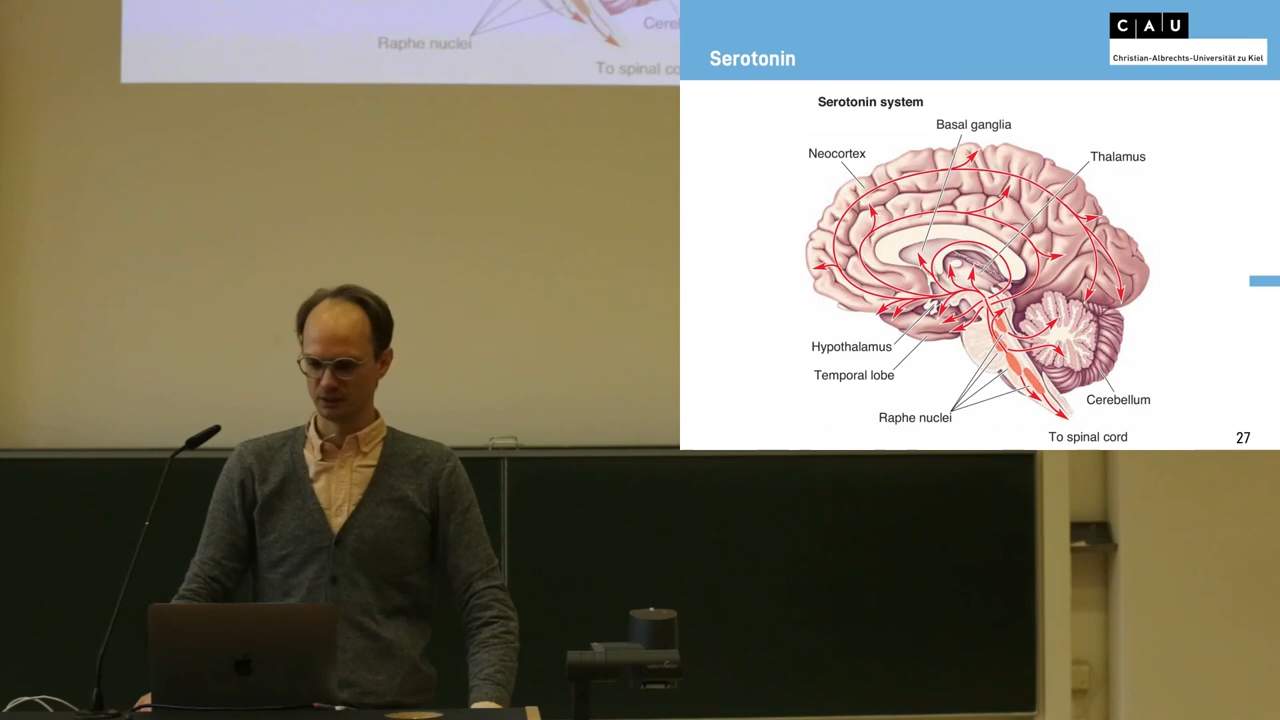 Raphe nuclei
To spinal co
Cerel
Serotonin
C A U
Christian-Albrechts-Universität zu Kiel
Serotonin system
Basal ganglia
Neocortex
Thalamus
Hypothalamus
Temporal lobe
Raphe nuclei
Cerebellum
To spinal cord
27